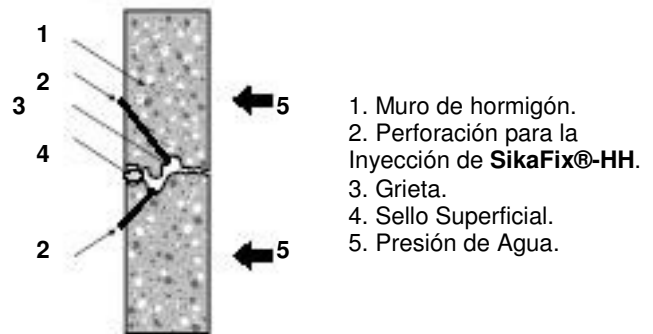 1
2
3
4
2
5
5
1. Muro de hormigón.
2. Perforación para la
Inyección de SikaFix®-HH.
3. Grieta.
4. Sello Superficial.
5. Presión de Agua.